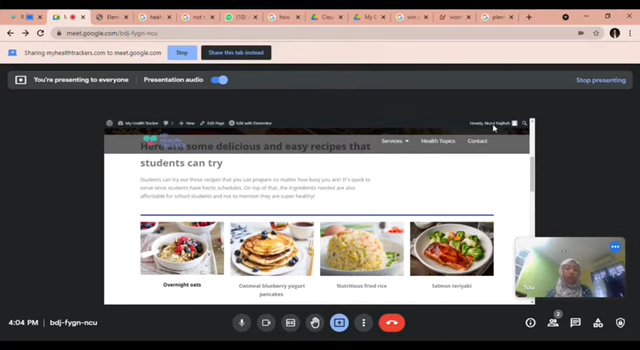 meet.google.com/bdj-fygn-ncu
Sharing myhealthtrackers.com to meet.google.com
Stop
Share this tab instead
You're presenting to everyone
Presentation audio
Stop presenting
My Health Tracker
New
Edit Page
Edit with Elementor
Howdy,
Services
Health Topics
Contact
Here are some delicious and easy recipes that
students can try
Students can try out these recipes that you can prepare no matter how busy you are! It's quick to
serve since students have hectic schedules. On top of that, the ingredients needed are also
affordable for school students and not to mention they are super healthy!
Overnight oats
Oatmeal blueberry yogurt
pancakes
Nutritious fried rice
Salmon teriyaki
You
2
4:04 PM
bdj-fygn-ncu